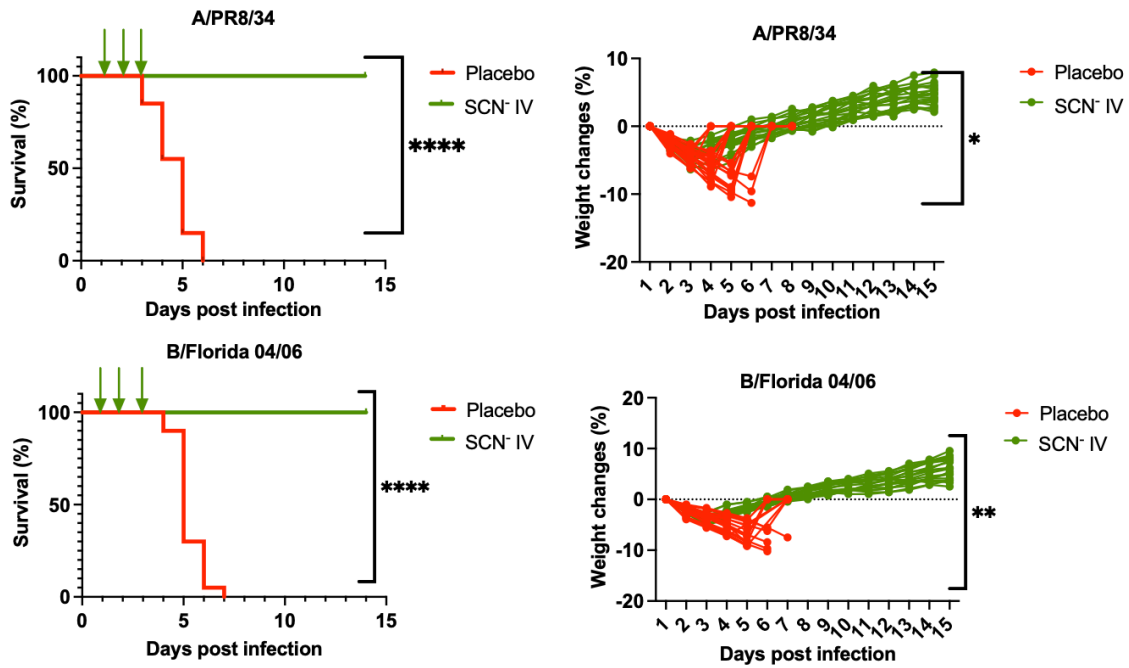 A/PR8/34
Survival (%)
100
50
0
0 5 10 15
Days post infection
Placebo
SCN⁻ IV
****
A/PR8/34
Weight changes (%)
10
0
-10
-20
1 2 3 4 5 6 7 8 9 10 11 12 13 14 15
Days post infection
Placebo
SCN⁻ IV
*
B/Florida 04/06
Survival (%)
100
50
0
0 5 10 15
Days post infection
Placebo
SCN⁻ IV
****
B/Florida 04/06
Weight changes (%)
20
10
0
-10
-20
1 2 3 4 5 6 7 8 9 10 11 12 13 14 15
Days post infection
Placebo
SCN⁻ IV
**